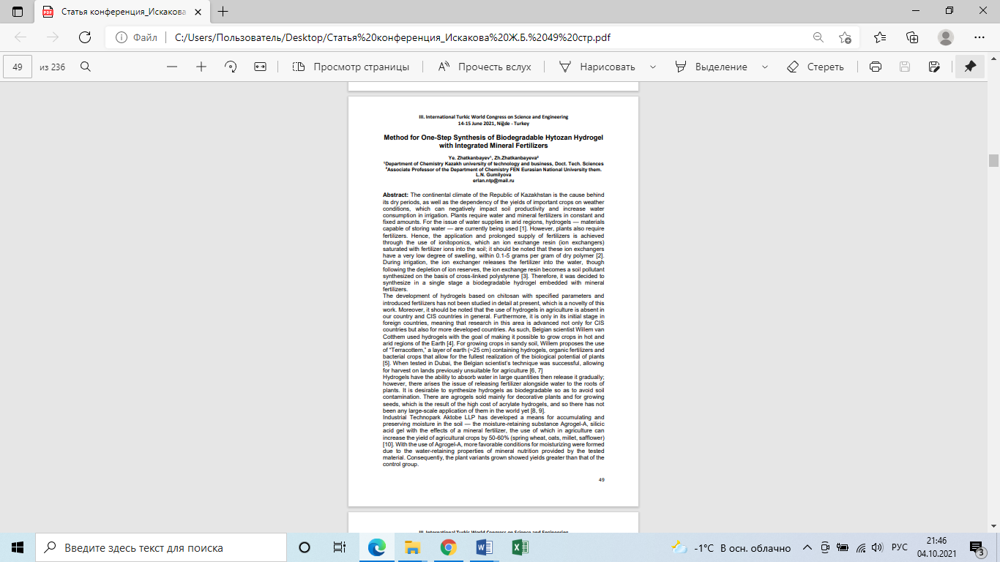 Статья конференция_Искакова
Файл
C:/Users/Пользователь/Desktop/Статья%20конференция_Искакова%20Ж.Б.%2049%20стр.pdf
49
из 236
Просмотр страницы
Прочесть вслух
Нарисовать
Выделение
Стереть
III. International Turkic World Congress on Science and Engineering
14-15 June 2021, Niğde - Turkey
Method for One-Step Synthesis of Biodegradable Hytozan Hydrogel
with Integrated Mineral Fertilizers
Ye. Zhatkanbayev¹, Zh.Zhatkanbayeva²
¹Department of Chemistry Kazakh university of technology and business, Doct. Tech. Sciences
²Associate Professor of the Department of Chemistry FEN Eurasian National University them.
L.N. Gumilyova
erlan.ntp@mail.ru
Abstract: The continental climate of the Republic of Kazakhstan is the cause behind
its dry periods, as well as the dependency of the yields of important crops on weather
conditions, which can negatively impact soil productivity and increase water
consumption in irrigation. Plants require water and mineral fertilizers in constant and
fixed amounts. For the issue of water supplies in arid regions, hydrogels — materials
capable of storing water — are currently being used [1]. However, plants also require
fertilizers. Hence, the application and prolonged supply of fertilizers is achieved
through the use of ionitoponics, which an ion exchange resin (ion exchangers)
saturated with fertilizer ions into the soil; it should be noted that these ion exchangers
have a very low degree of swelling, within 0.1-5 grams per gram of dry polymer [2].
During irrigation, the ion exchanger releases the fertilizer into the water, though
following the depletion of ion reserves, the ion exchange resin becomes a soil pollutant
synthesized on the basis of cross-linked polystyrene [3]. Therefore, it was decided to
synthesize in a single stage a biodegradable hydrogel embedded with mineral
fertilizers.
The development of hydrogels based on chitosan with specified parameters and
introduced fertilizers has not been studied in detail at present, which is a novelty of this
work. Moreover, it should be noted that the use of hydrogels in agriculture is absent in
our country and CIS countries in general. Furthermore, it is only in its initial stage in
foreign countries, meaning that research in this area is advanced not only for CIS
countries but also for more developed countries. As such, Belgian scientist Willem van
Cotthem used hydrogels with the goal of making it possible to grow crops in hot and
arid regions of the Earth [4]. For growing crops in sandy soil, Willem proposes the use
of “Terracottem,” a layer of earth (~25 cm) containing hydrogels, organic fertilizers and
bacterial crops that allow for the fullest realization of the biological potential of plants
[5]. When tested in Dubai, the Belgian scientist’s technique was successful, allowing
for harvest on lands previously unsuitable for agriculture [6, 7]
Hydrogels have the ability to absorb water in large quantities then release it gradually;
however, there arises the issue of releasing fertilizer alongside water to the roots of
plants. It is desirable to synthesize hydrogels as biodegradable so as to avoid soil
contamination. There are agrogels sold mainly for decorative plants and for growing
seeds, which is the result of the high cost of acrylate hydrogels, and so there has not
been any large-scale application of them in the world yet [8, 9].
Industrial Technopark Aktobe LLP has developed a means for accumulating and
preserving moisture in the soil — the moisture-retaining substance Agrogel-A, silicic
acid gel with the effects of a mineral fertilizer, the use of which in agriculture can
increase the yield of agricultural crops by 50-60% (spring wheat, oats, millet, safflower)
[10]. With the use of Agrogel-A, more favorable conditions for moisturizing were formed
due to the water-retaining properties of mineral nutrition provided by the tested
material. Consequently, the plant variants grown showed yields greater than that of the
control group.
49
III. International Turkic World Congress on Science and Engineering
Введите здесь текст для поиска
-1°C В осн. облачно
РУС
21:46
04.10.2021
3